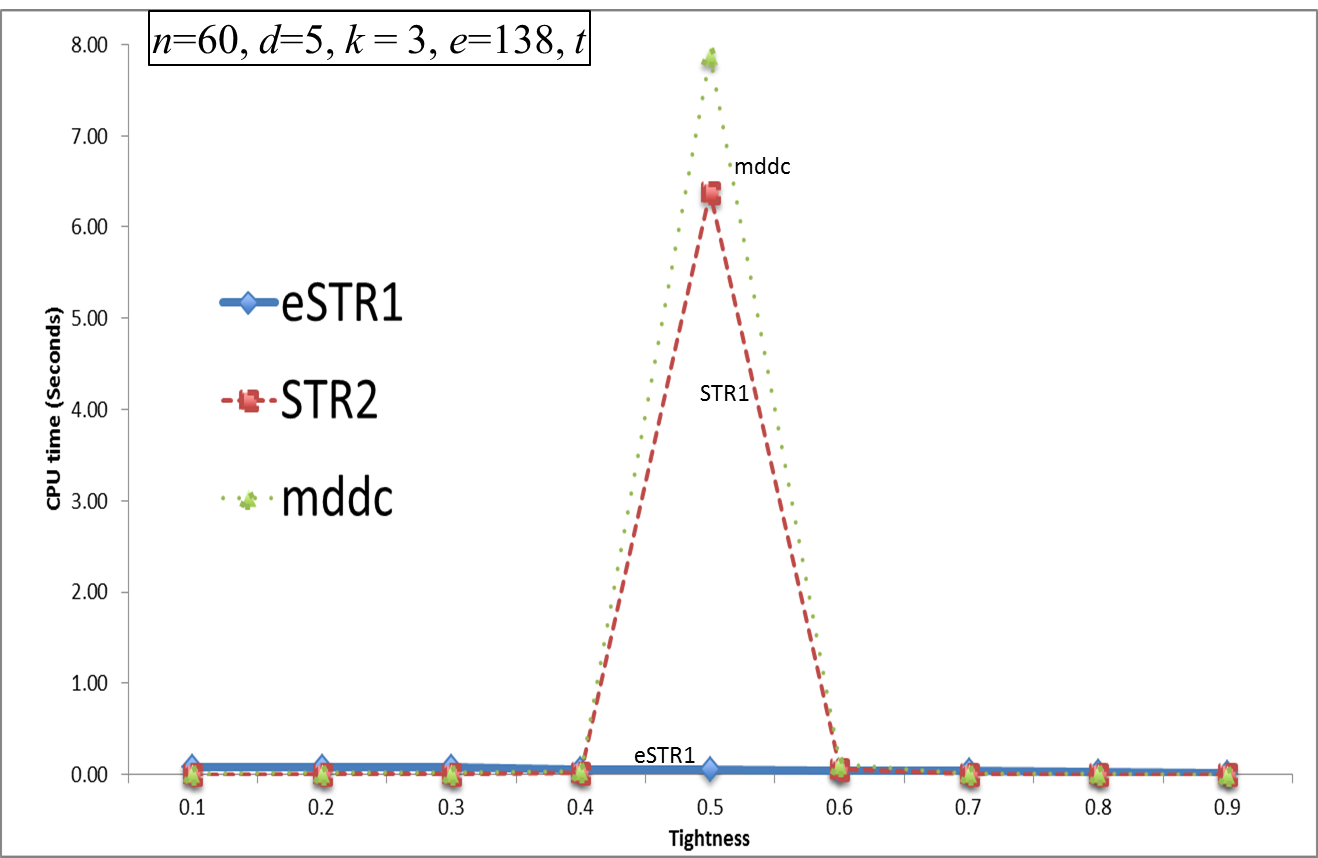 n=60, d=5, k = 3, e=138, t
8.00
7.00
6.00
5.00
4.00
3.00
2.00
1.00
0.00
CPU time (Seconds)
eSTR1
STR2
mddc
mddc
STR1
eSTR1
0.1 0.2 0.3 0.4 0.5 0.6 0.7 0.8 0.9
Tightness